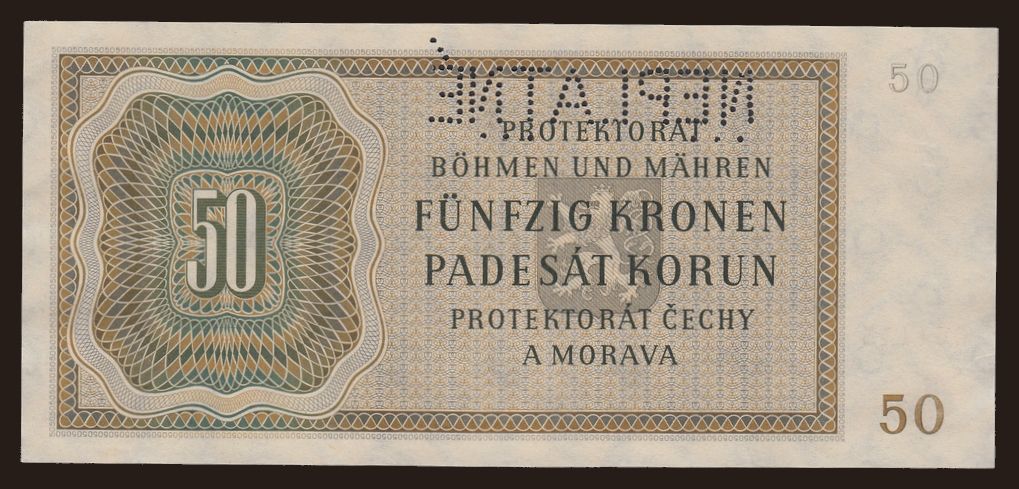 50
NEPLATNÉ
PROTEKTORAT
BÖHMEN UND MÄHREN
FÜNFZIG KRONEN
50
PADESÁT KORUN
PROTEKTORÁT ČECHY
A MORAVA
50